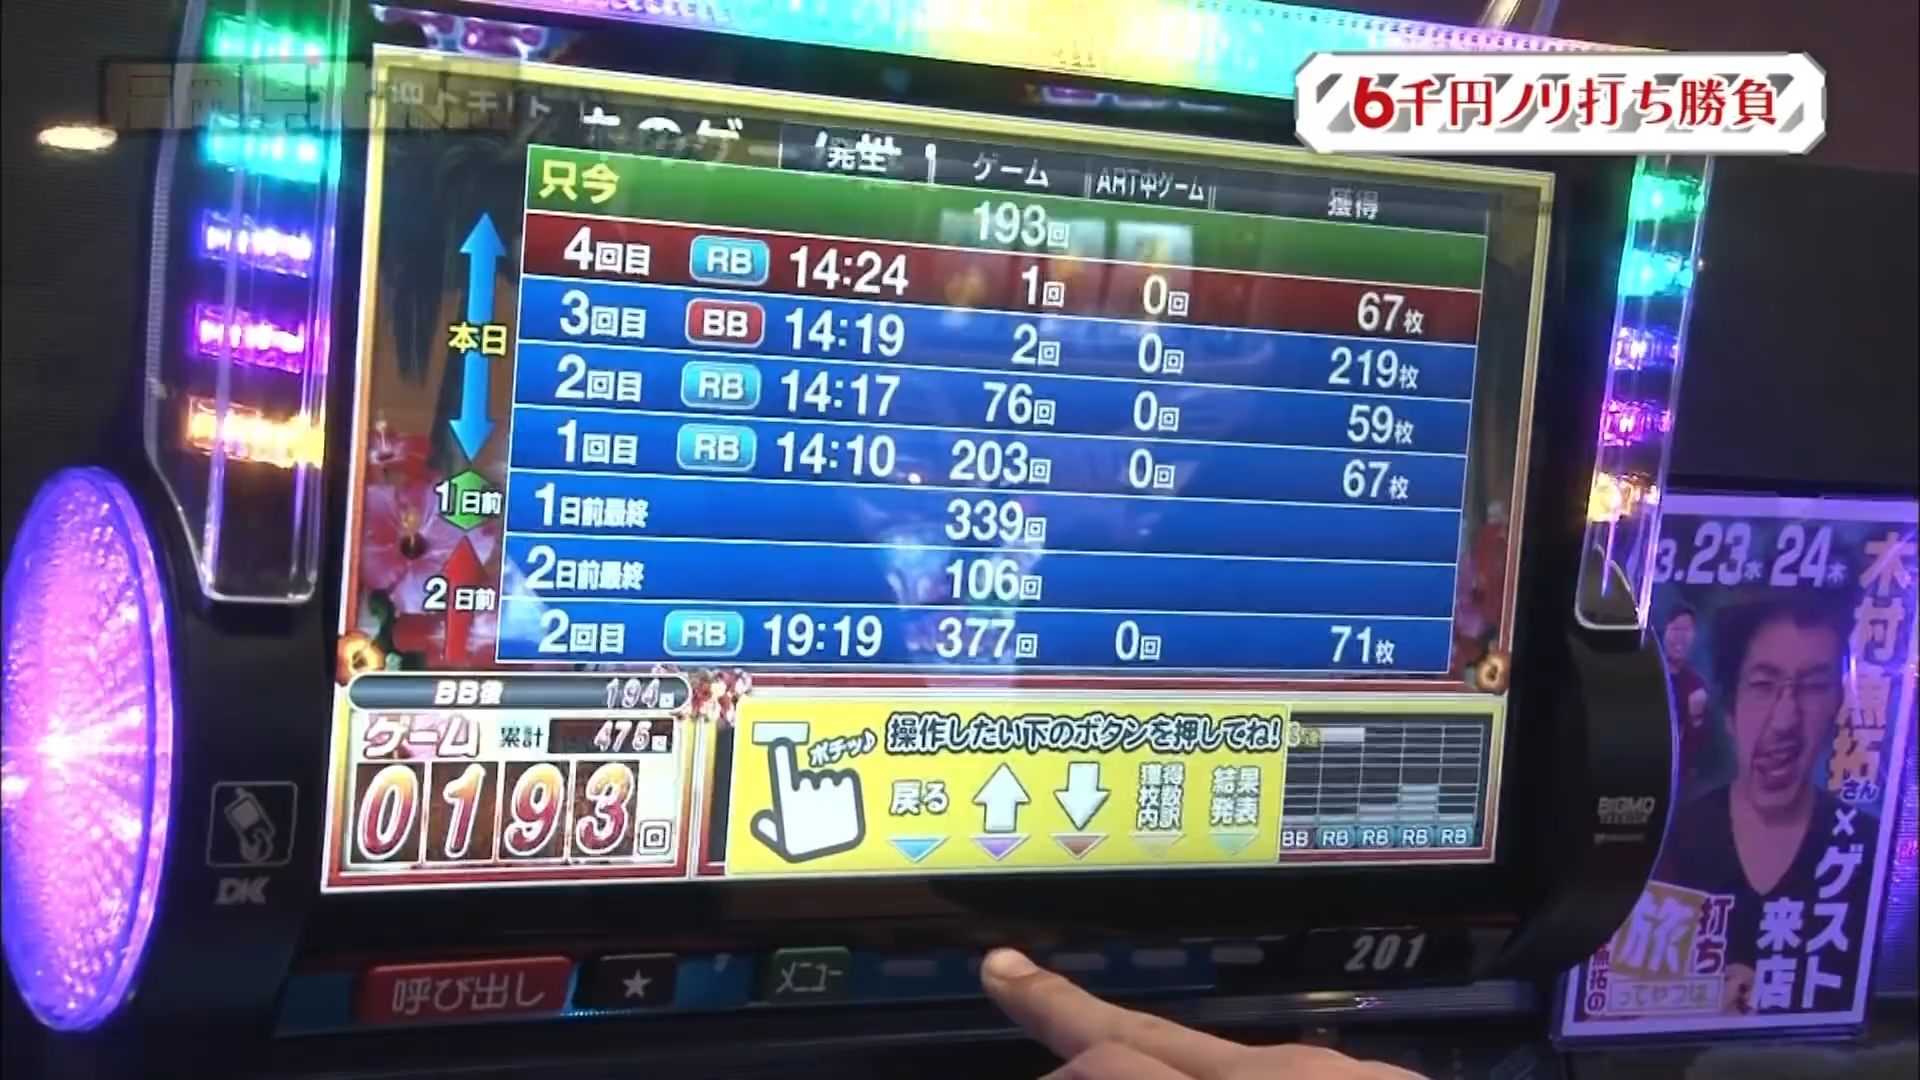 6千円ノリ打ち勝負
発生 ゲーム ART中ゲーム 獲得
只今 193回
4回目 RB 14:24 1回 0回 67枚
3回目 BB 14:19 2回 0回 219枚
2回目 RB 14:17 76回 0回 59枚
1回目 RB 14:10 203回 0回 67枚
1日前最終 339回
2日前最終 106回
2回目 RB 19:19 377回 0回 71枚
本日
1日前
2日前
BB後 194回
ゲーム 累計 475回
0193回
ポチッ♪
操作したい下のボタンを押してね!
戻る
獲得枚数内訳
結果発表
BB RB RB RB RB
DK
呼び出し
★
メニュー
201
BIGMO
3.23水 24木
木村魚拓さん×ゲスト来店
打ち
旅